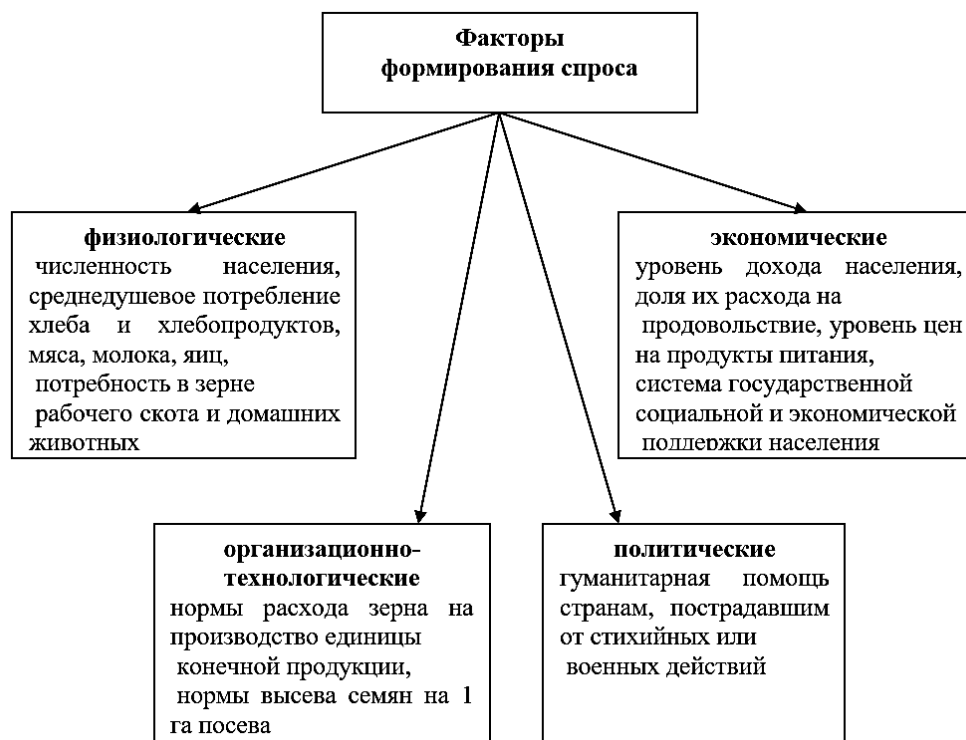 Факторы
формирования спроса
физиологические
численность населения,
среднедушевое потребление
хлеба и хлебопродуктов,
мяса, молока, яиц,
потребность в зерне
рабочего скота и домашних
животных
экономические
уровень дохода населения,
доля их расхода на
продовольствие, уровень цен
на продукты питания,
система государственной
социальной и экономической
поддержки населения
организационно-
технологические
нормы расхода зерна на
производство единицы
конечной продукции,
нормы высева семян на 1
га посева
политические
гуманитарная помощь
странам, пострадавшим
от стихийных или
военных действий